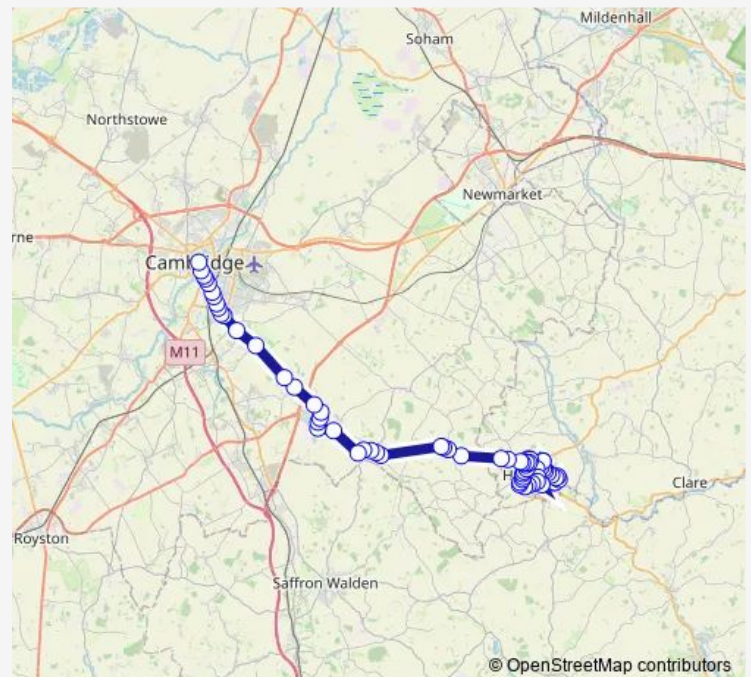 Mildenhall
Soham
Northstowe
Newmarket
rne
Cambridge
M11
H
Clare
Royston
Saffron Walden
© OpenStreetMap contributors